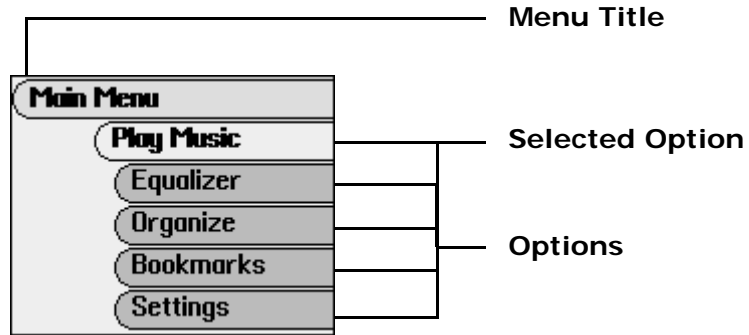 Menu Title
Main Menu
Play Music
Selected Option
Equalizer
Organize
Options
Bookmarks
Settings